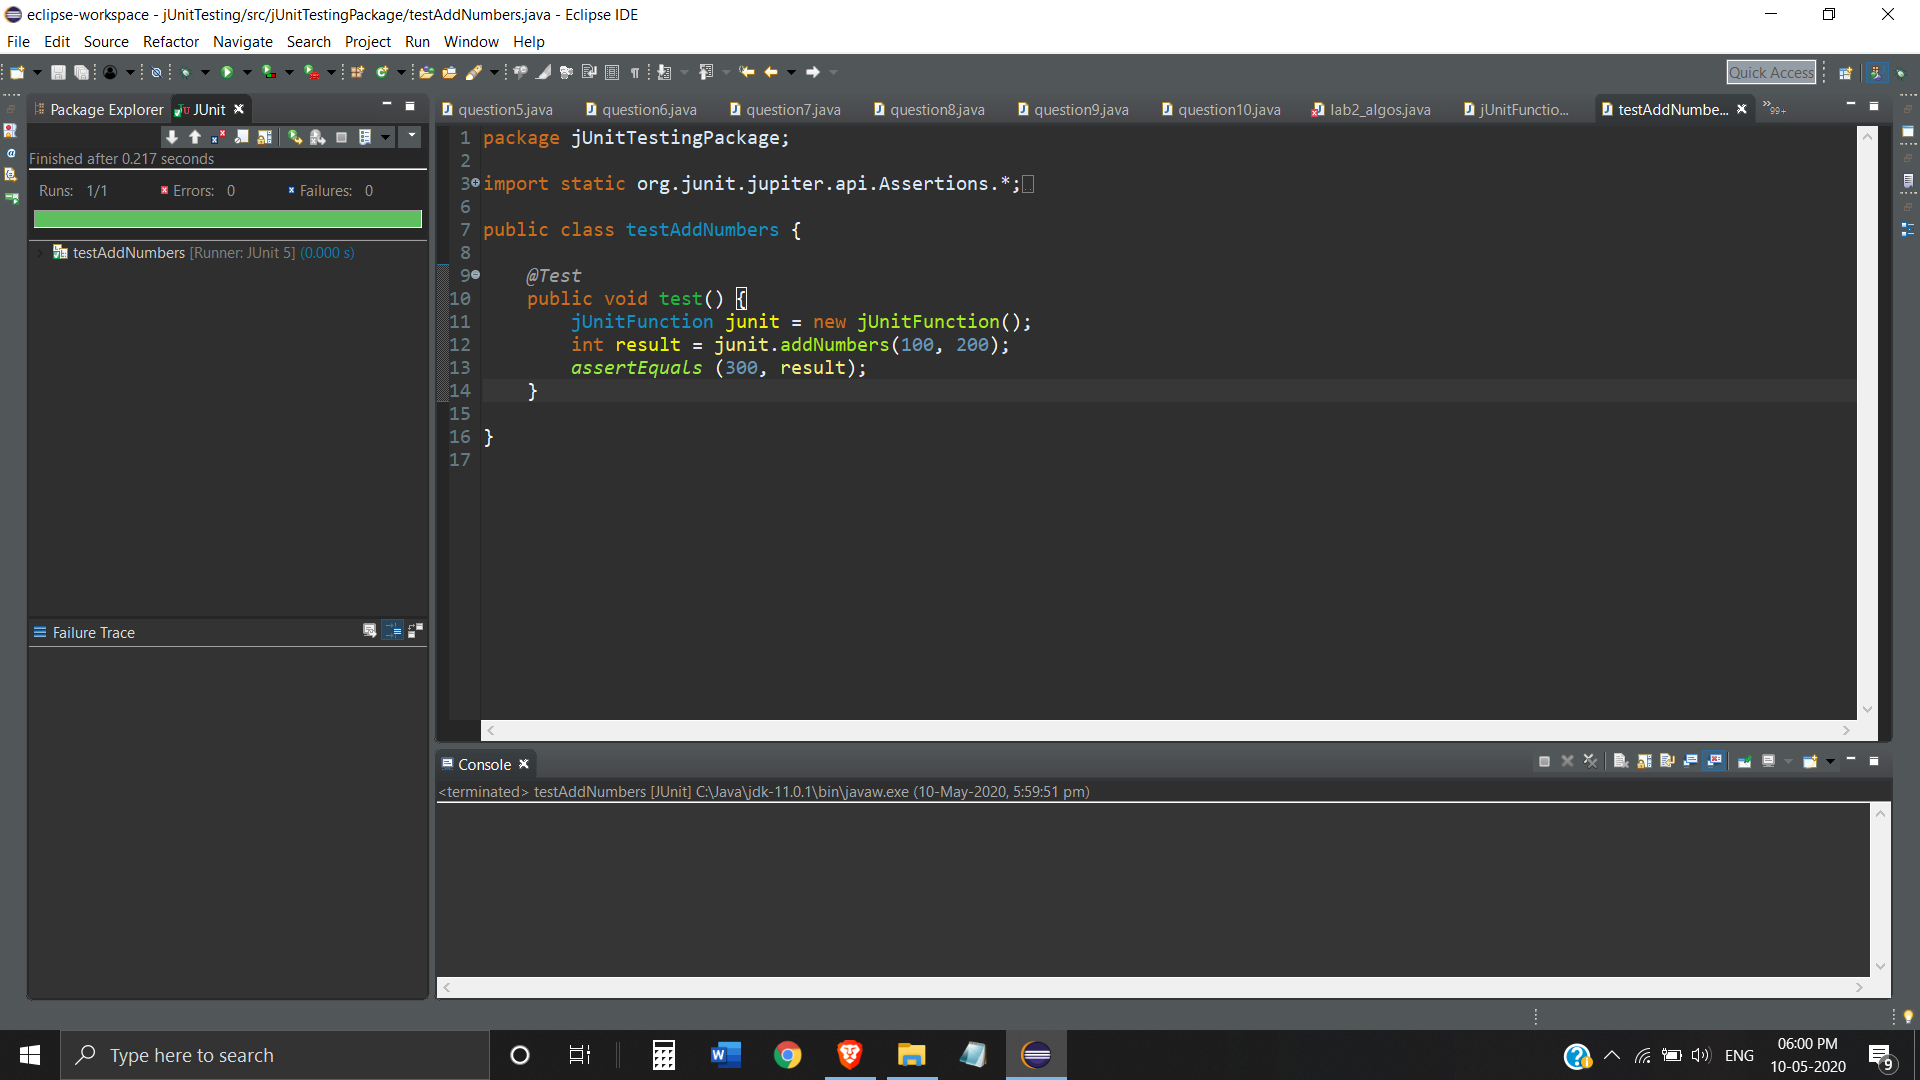 eclipse-workspace - jUnitTesting/src/jUnitTestingPackage/testAddNumbers.java - Eclipse IDE
File Edit Source Refactor Navigate Search Project Run Window Help
Quick Access
Package Explorer JUnit
question5.java question6.java question7.java question8.java question9.java question10.java lab2_algos.java jUnitFunctio... testAddNumbe... 99+
Finished after 0.217 seconds
Runs: 1/1 Errors: 0 Failures: 0
testAddNumbers [Runner: JUnit 5] (0.000 s)
Failure Trace
1 package jUnitTestingPackage;
2
3 import static org.junit.jupiter.api.Assertions.*;
6
7 public class testAddNumbers {
8
9 @Test
10 public void test() {
11 jUnitFunction junit = new jUnitFunction();
12 int result = junit.addNumbers(100, 200);
13 assertEquals (300, result);
14 }
15
16 }
17
Console
<terminated> testAddNumbers [JUnit] C:\Java\jdk-11.0.1\bin\javaw.exe (10-May-2020, 5:59:51 pm)
Type here to search
ENG
06:00 PM
10-05-2020
9